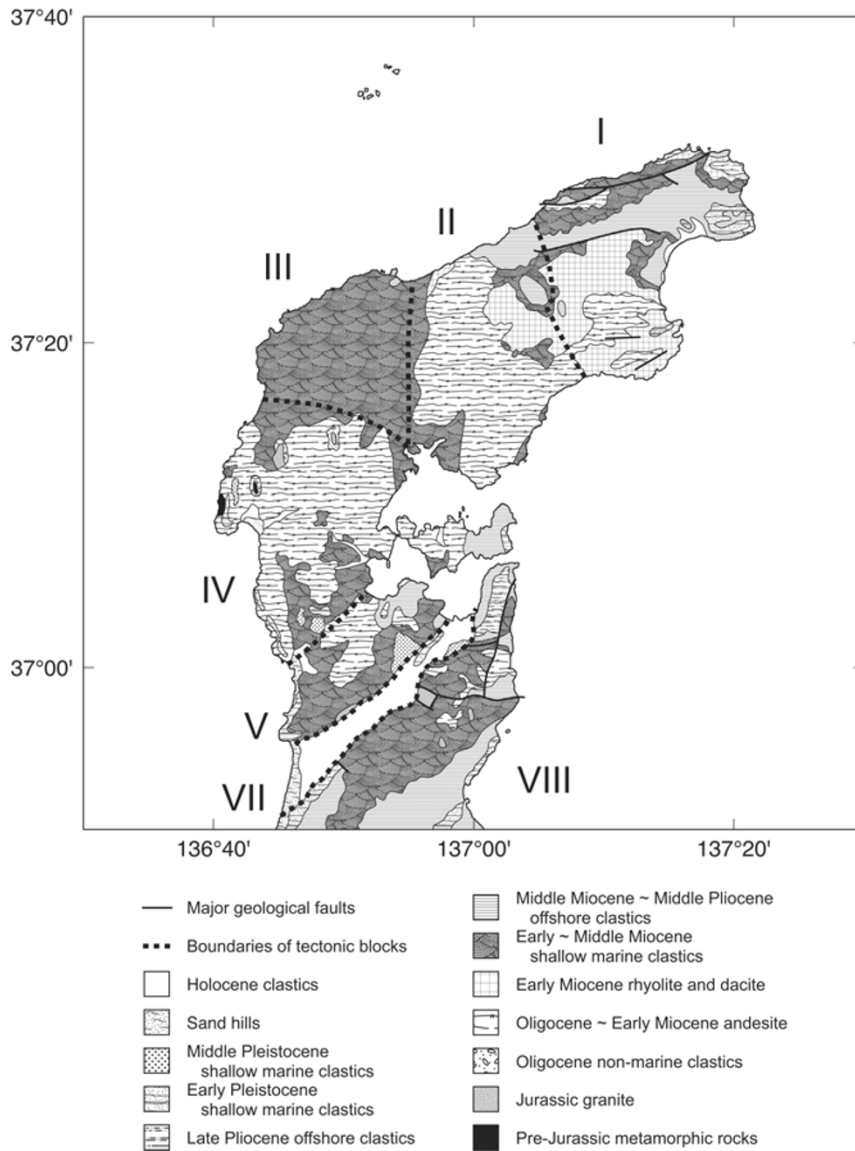 37°40'
I
II
III
37°20'
IV
37°00'
V
VII
VIII
136°40'
137°00'
137°20'
Major geological faults
Boundaries of tectonic blocks
Holocene clastics
Sand hills
Middle Pleistocene
shallow marine clastics
Early Pleistocene
shallow marine clastics
Late Pliocene offshore clastics
Middle Miocene ~ Middle Pliocene
offshore clastics
Early ~ Middle Miocene
shallow marine clastics
Early Miocene rhyolite and dacite
Oligocene ~ Early Miocene andesite
Oligocene non-marine clastics
Jurassic granite
Pre-Jurassic metamorphic rocks